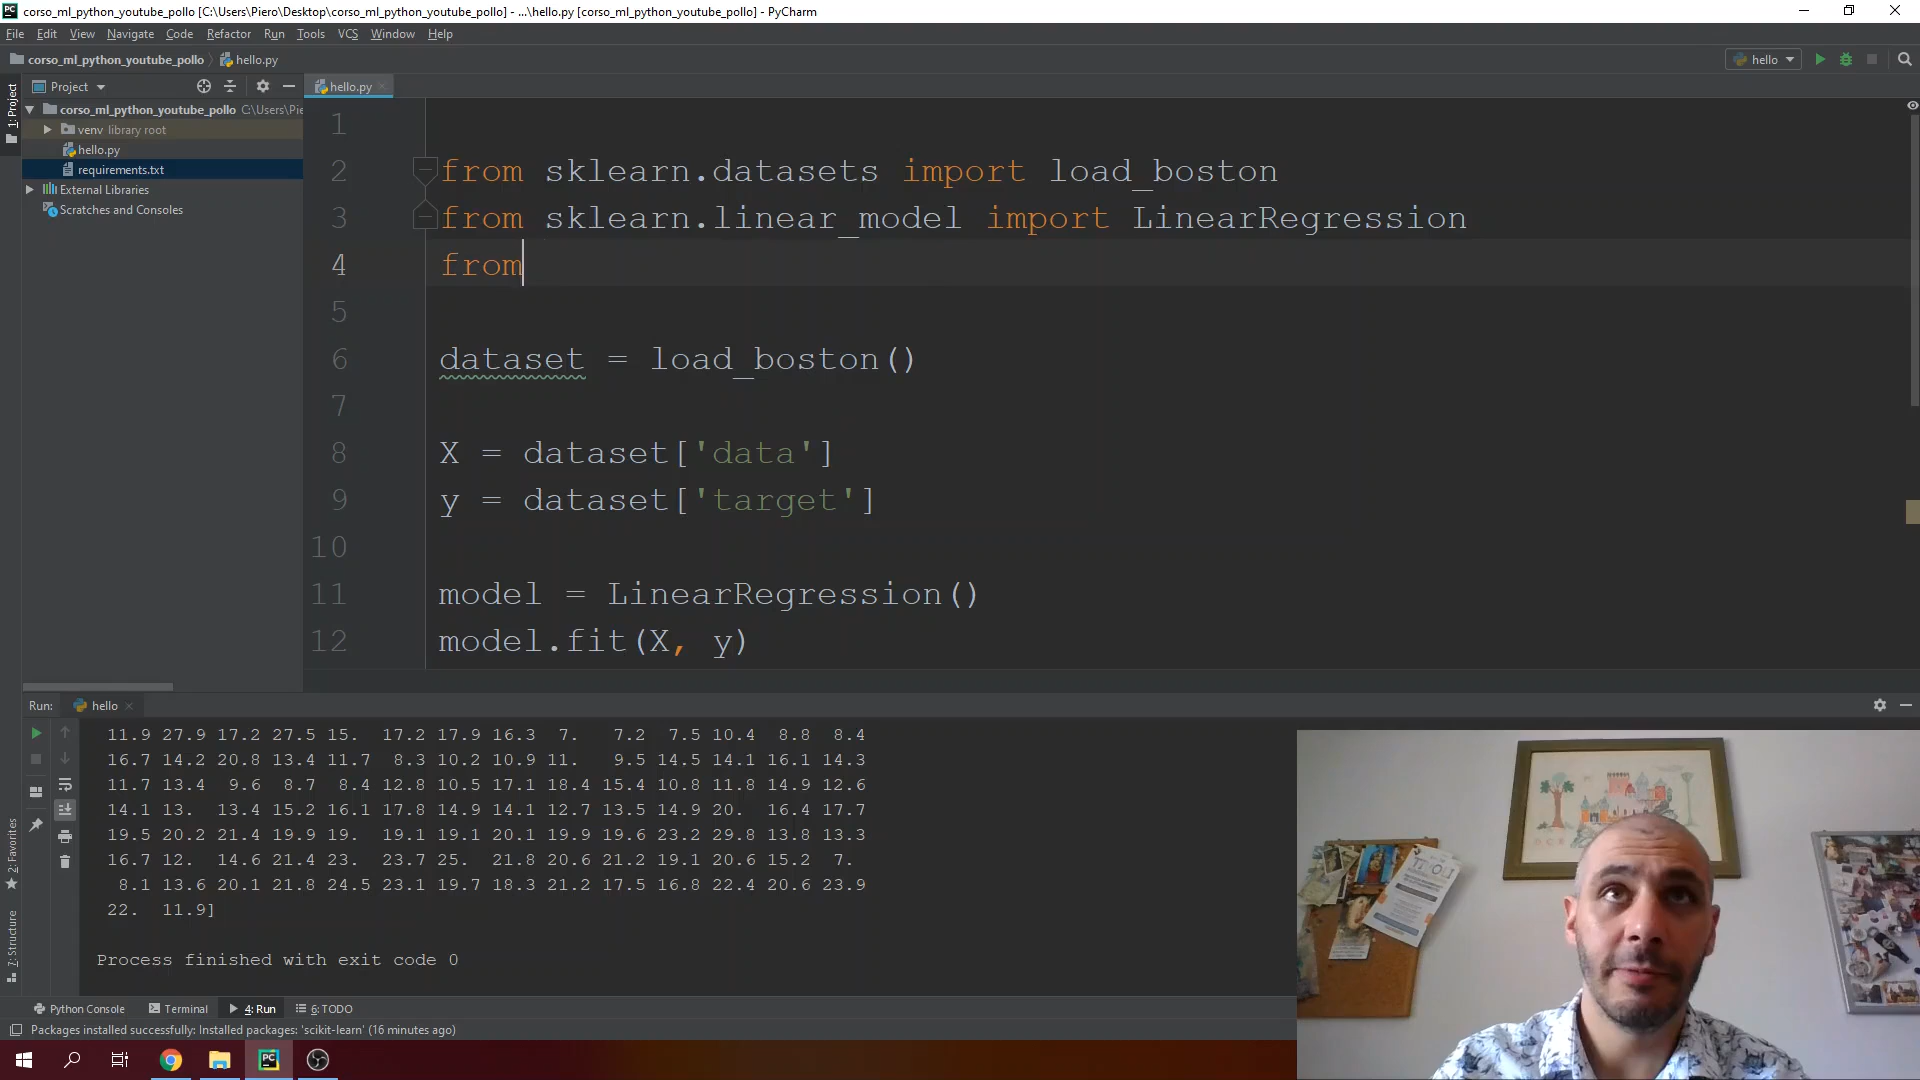 corso_ml_python_youtube_pollo [C:\Users\Piero\Desktop\corso_ml_python_youtube_pollo] - ...\hello.py [corso_ml_python_youtube_pollo] - PyCharm
File Edit View Navigate Code Refactor Run Tools VCS Window Help
corso_ml_python_youtube_pollo hello.py hello
Project hello.py
1: Project
corso_ml_python_youtube_pollo C:\Users\Pie
venv library root
hello.py
requirements.txt
External Libraries
Scratches and Consoles
1
2 from sklearn.datasets import load_boston
3 from sklearn.linear_model import LinearRegression
4 from
5
6 dataset = load_boston()
7
8 X = dataset['data']
9 y = dataset['target']
10
11 model = LinearRegression()
12 model.fit(X, y)
Run: hello
11.9 27.9 17.2 27.5 15. 17.2 17.9 16.3 7. 7.2 7.5 10.4 8.8 8.4
16.7 14.2 20.8 13.4 11.7 8.3 10.2 10.9 11. 9.5 14.5 14.1 16.1 14.3
11.7 13.4 9.6 8.7 8.4 12.8 10.5 17.1 18.4 15.4 10.8 11.8 14.9 12.6
14.1 13. 13.4 15.2 16.1 17.8 14.9 14.1 12.7 13.5 14.9 20. 16.4 17.7
19.5 20.2 21.4 19.9 19. 19.1 19.1 20.1 19.9 19.6 23.2 29.8 13.8 13.3
16.7 12. 14.6 21.4 23. 23.7 25. 21.8 20.6 21.2 19.1 20.6 15.2 7.
8.1 13.6 20.1 21.8 24.5 23.1 19.7 18.3 21.2 17.5 16.8 22.4 20.6 23.9
22. 11.9]
Process finished with exit code 0
2: Favorites
7: Structure
Python Console Terminal 4: Run 6: TODO
Packages installed successfully: Installed packages: 'scikit-learn' (16 minutes ago)